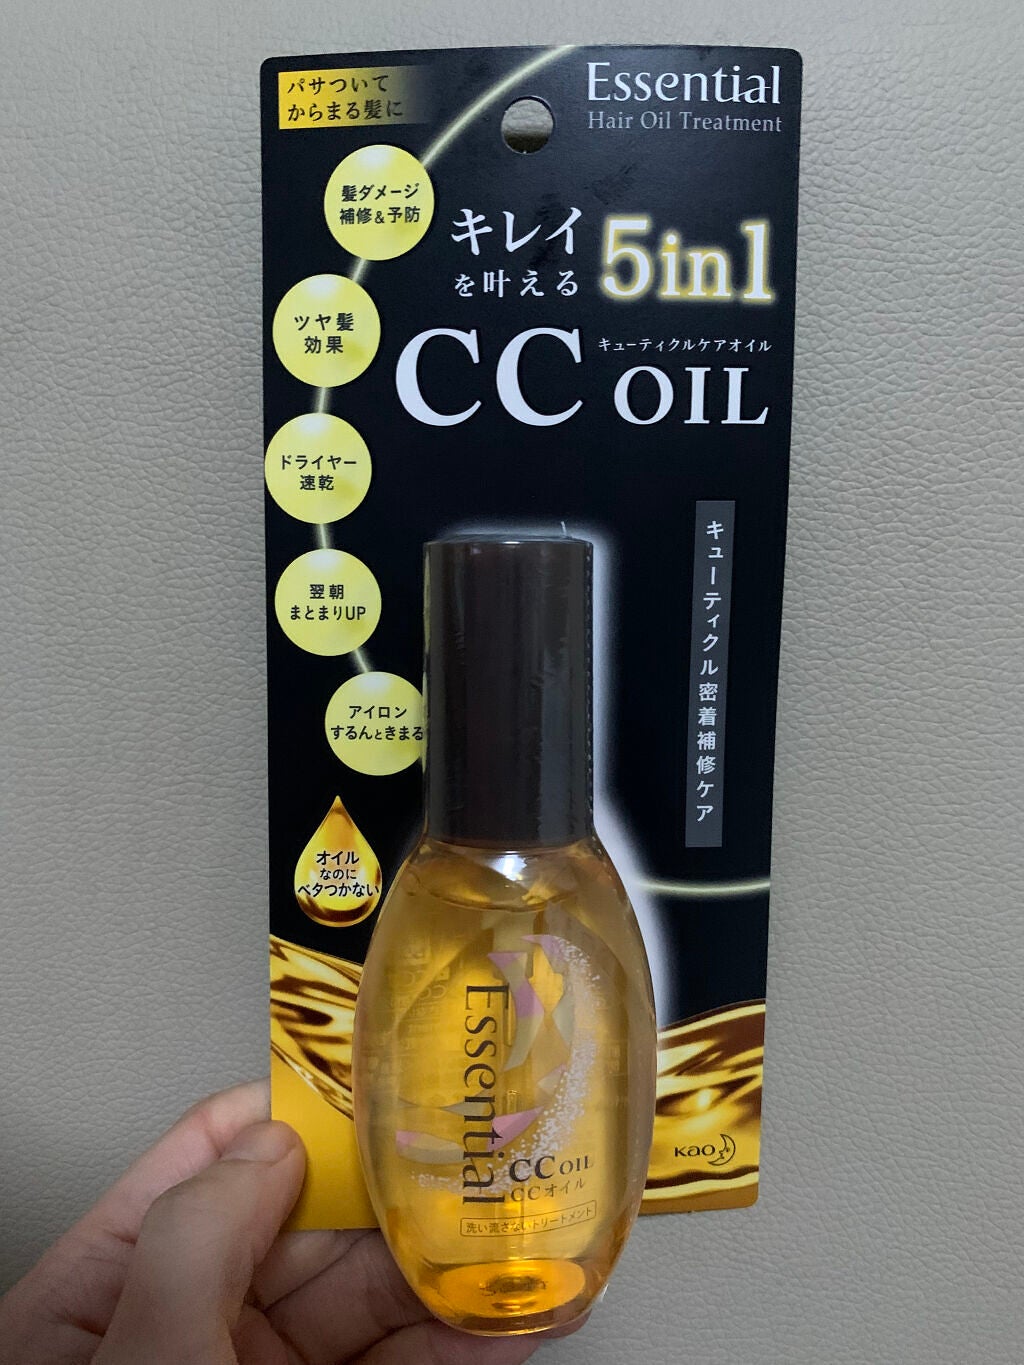 パサついて
からまる髪に
Essential
Hair Oil Treatment
髪ダメージ
補修&予防
キレイ
を叶える
5in1
ツヤ髪
効果
キューティクルケアオイル
CC OIL
ドライヤー
速乾
翌朝
まとまりUP
アイロン
するんときまる
キューティクル密着補修ケア
オイル
なのに
ベタつかない
Essential
CC OIL
CCオイル
洗い流さないトリートメント
Kao